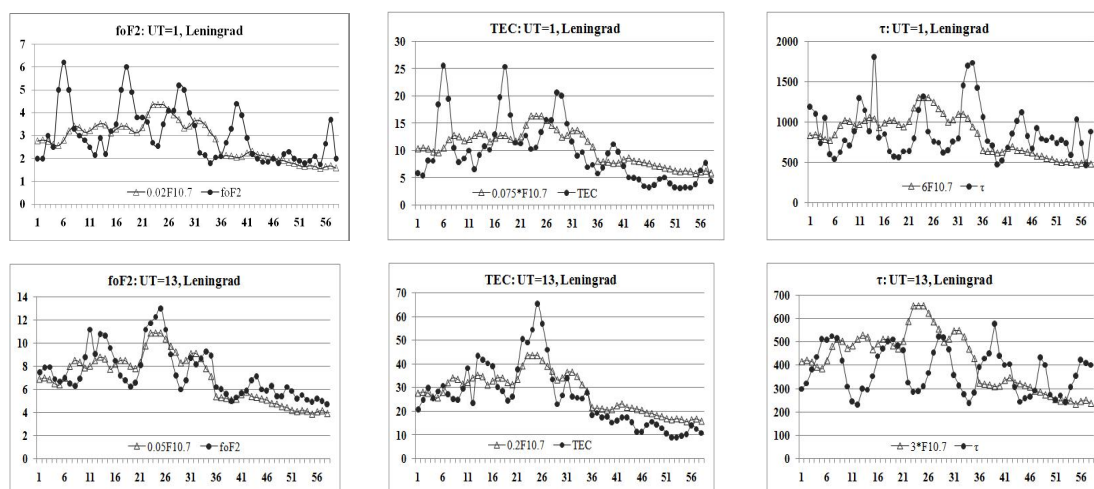 foF2: UT=1, Leningrad
7
6
5
4
3
2
1
0
0.02F10.7 foF2
1 6 11 16 21 26 31 36 41 46 51 56
TEC: UT=1, Leningrad
30
25
20
15
10
5
0
0.075*F10.7 TEC
1 6 11 16 21 26 31 36 41 46 51 56
τ: UT=1, Leningrad
2000
1500
1000
500
0
6F10.7 τ
1 6 11 16 21 26 31 36 41 46 51 56
foF2: UT=13, Leningrad
14
12
10
8
6
4
2
0
0.05F10.7 foF2
1 6 11 16 21 26 31 36 41 46 51 56
TEC: UT=13, Leningrad
70
60
50
40
30
20
10
0
0.2F10.7 TEC
1 6 11 16 21 26 31 36 41 46 51 56
τ: UT=13, Leningrad
700
600
500
400
300
200
100
0
3*F10.7 τ
1 6 11 16 21 26 31 36 41 46 51 56